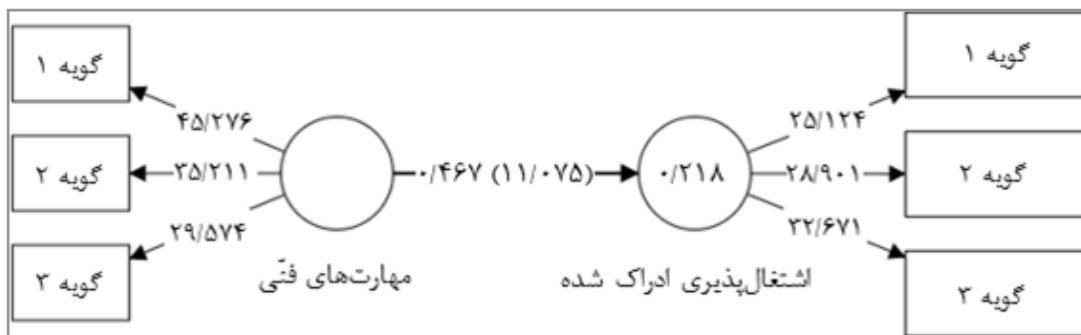 گویه ۱
گویه ۱
۴۵/۲۷۶
۲۵/۱۲۴
گویه ۲
۳۵/۲۱۱
۰/۴۶۷ (۱۱/۰۷۵)
۰/۲۱۸
۲۸/۹۰۱
گویه ۲
۲۹/۵۷۴
۳۲/۶۷۱
گویه ۳
مهارت‌های فنّی
اشتغال‌پذیری ادراک شده
گویه ۳